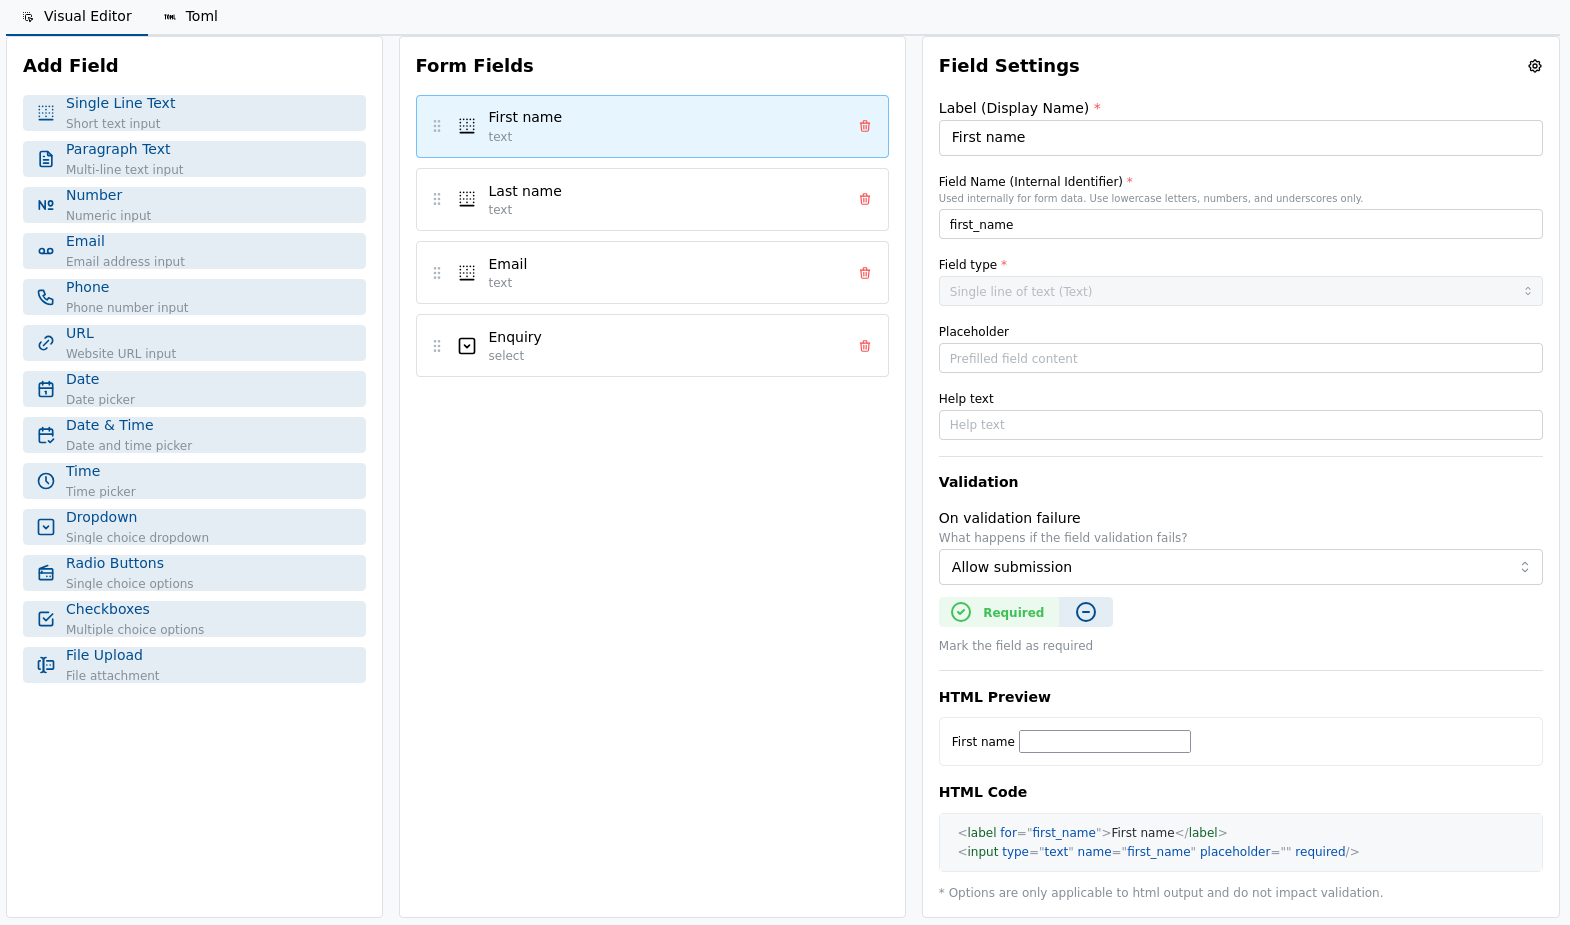 Visual Editor
Toml
Add Field
Single Line Text
Short text input
Paragraph Text
Multi-line text input
Number
Numeric input
Email
Email address input
Phone
Phone number input
URL
Website URL input
Date
Date picker
Date & Time
Date and time picker
Time
Time picker
Dropdown
Single choice dropdown
Radio Buttons
Single choice options
Checkboxes
Multiple choice options
File Upload
File attachment
Form Fields
First name
text
Last name
text
Email
text
Enquiry
select
Field Settings
Label (Display Name) *
First name
Field Name (Internal Identifier) *
Used internally for form data. Use lowercase letters, numbers, and underscores only.
first_name
Field type *
Single line of text (Text)
Placeholder
Prefilled field content
Help text
Help text
Validation
On validation failure
What happens if the field validation fails?
Allow submission
Required
Mark the field as required
HTML Preview
First name
HTML Code
<label for="first_name">First name</label>
<input type="text" name="first_name" placeholder="" required/>
* Options are only applicable to html output and do not impact validation.